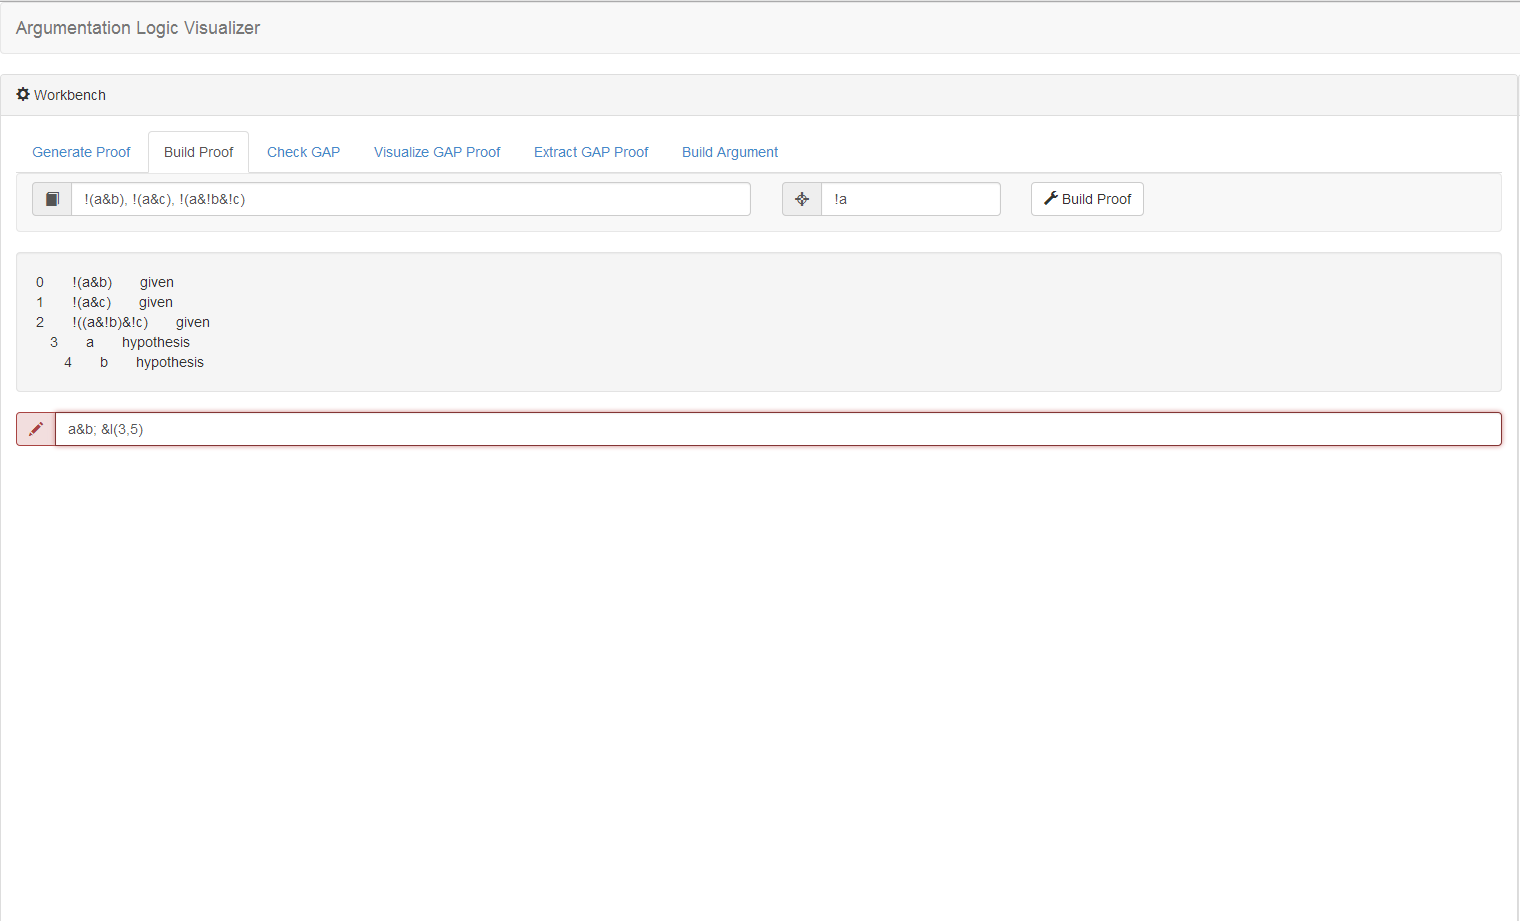 Argumentation Logic Visualizer
Workbench
Generate Proof Build Proof Check GAP Visualize GAP Proof Extract GAP Proof Build Argument
!(a&b), !(a&c), !(a&!b&!c) !a Build Proof
0 !(a&b) given
1 !(a&c) given
2 !((a&!b)&!c) given
3 a hypothesis
4 b hypothesis
a&b; &I(3,5)